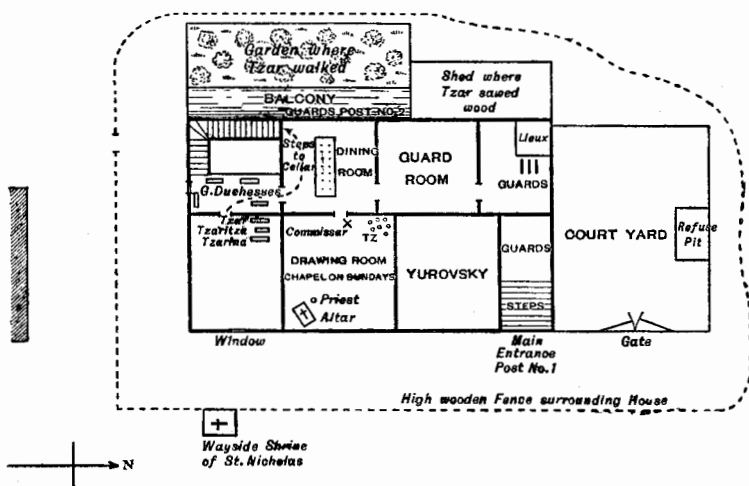 Garden where
Tzar walked
BALCONY
GUARDS POST NO. 2
Shed where
Tzar sawed
wood
Steps
to
Cellar
DINING
ROOM
GUARD
ROOM
Lieux
GUARDS
G. Duchesses
Tzar
Tzaritza
Tzarina
Commissar
X
TZ
DRAWING ROOM
CHAPEL ON SUNDAYS
Priest
Altar
YUROVSKY
GUARDS
STEPS
COURT YARD
Refuse
Pit
Window
Main
Entrance
Post No. 1
Gate
High wooden Fence surrounding House
Wayside Shrine
of St. Nicholas
N